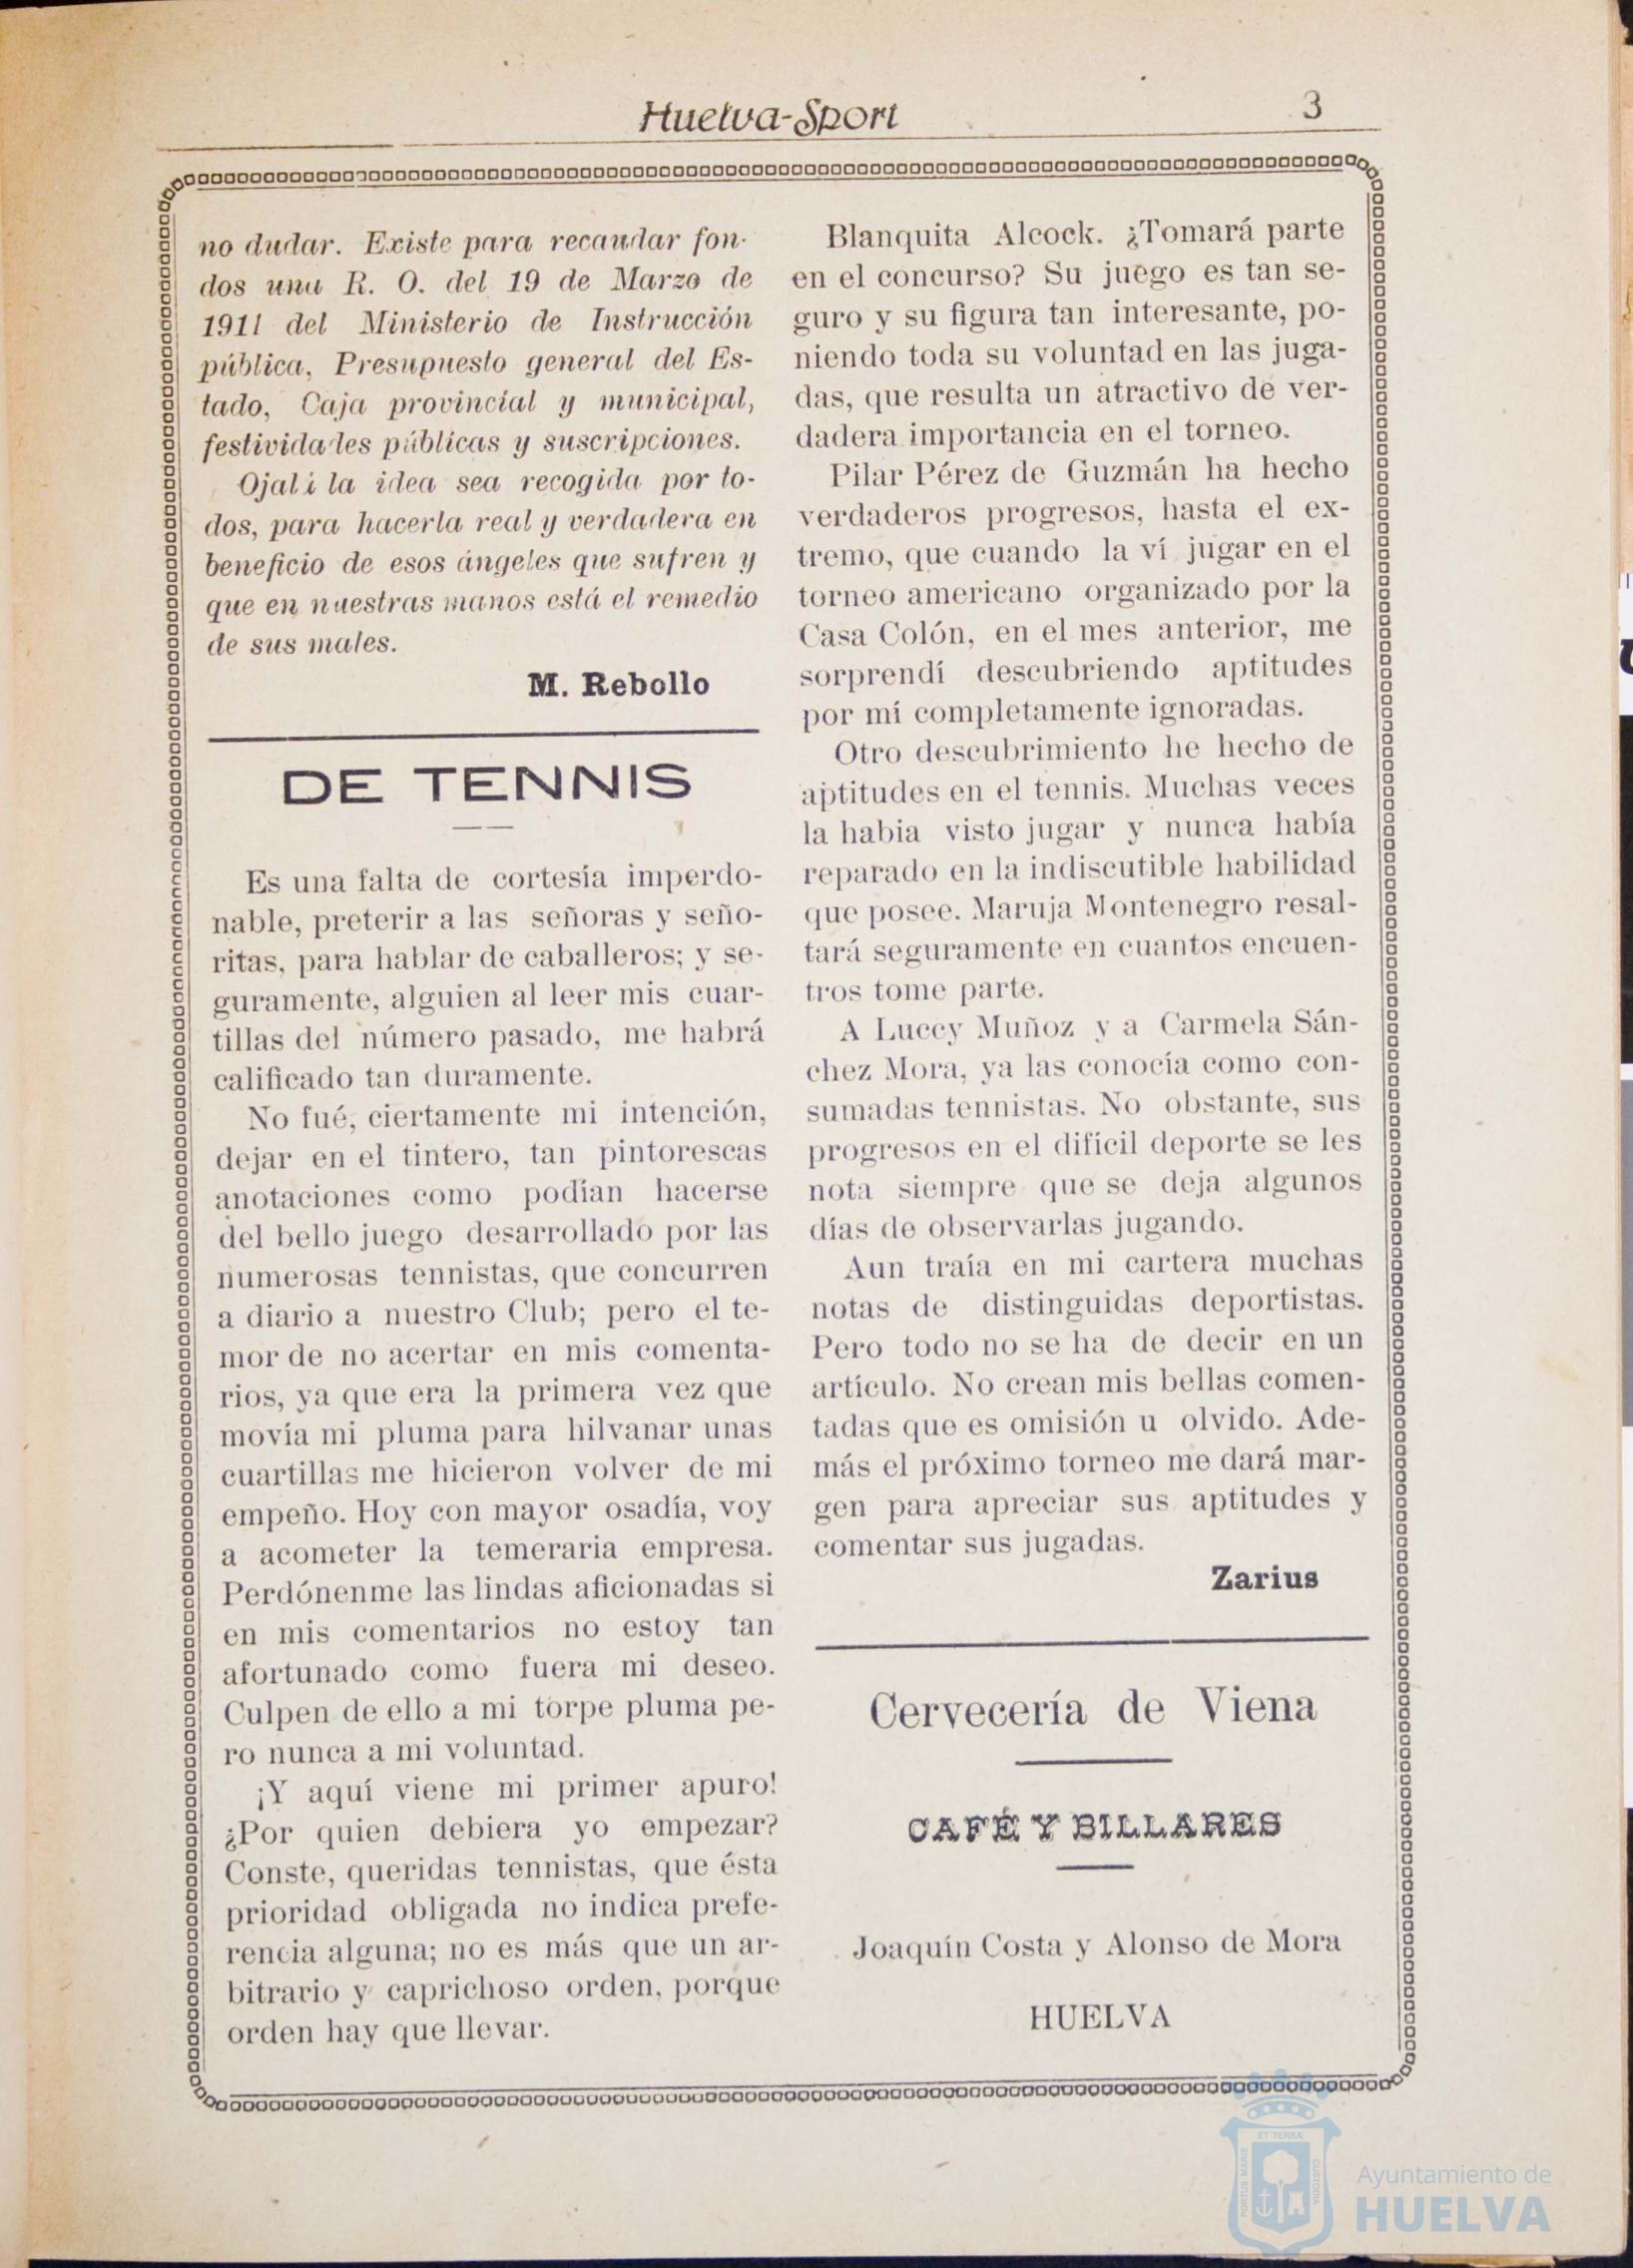 Huelva-Sport
3
no dudar. Existe para recaudar fon-
dos una R. O. del 19 de Marzo de
1911 del Ministerio de Instrucción
pública, Presupuesto general del Es-
tado, Caja provincial y municipal,
festividades públicas y suscripciones.
Ojalá la idea sea recogida por to-
dos, para hacerla real y verdadera en
beneficio de esos ángeles que sufren y
que en nuestras manos está el remedio
de sus males.
M. Rebollo
DE TENNIS
Es una falta de cortesía imperdo-
nable, preterir a las señoras y seño-
ritas, para hablar de caballeros; y se-
guramente, alguien al leer mis cuar-
tillas del número pasado, me habrá
calificado tan duramente.
No fué, ciertamente mi intención,
dejar en el tintero, tan pintorescas
anotaciones como podían hacerse
del bello juego desarrollado por las
numerosas tennistas, que concurren
a diario a nuestro Club; pero el te-
mor de no acertar en mis comenta-
rios, ya que era la primera vez que
movía mi pluma para hilvanar unas
cuartillas me hicieron volver de mi
empeño. Hoy con mayor osadía, voy
a acometer la temeraria empresa.
Perdónenme las lindas aficionadas si
en mis comentarios no estoy tan
afortunado como fuera mi deseo.
Culpen de ello a mi torpe pluma pe-
ro nunca a mi voluntad.
¡Y aquí viene mi primer apuro!
¿Por quien debiera yo empezar?
Conste, queridas tennistas, que ésta
prioridad obligada no indica prefe-
rencia alguna; no es más que un ar-
bitrario y caprichoso orden, porque
orden hay que llevar.
Blanquita Alcock. ¿Tomará parte
en el concurso? Su juego es tan se-
guro y su figura tan interesante, po-
niendo toda su voluntad en las juga-
das, que resulta un atractivo de ver-
dadera importancia en el torneo.
Pilar Pérez de Guzmán ha hecho
verdaderos progresos, hasta el ex-
tremo, que cuando la ví jugar en el
torneo americano organizado por la
Casa Colón, en el mes anterior, me
sorprendí descubriendo aptitudes
por mí completamente ignoradas.
Otro descubrimiento he hecho de
aptitudes en el tennis. Muchas veces
la habia visto jugar y nunca había
reparado en la indiscutible habilidad
que posee. Maruja Montenegro resal-
tará seguramente en cuantos encuen-
tros tome parte.
A Luccy Muñoz y a Carmela Sán-
chez Mora, ya las conocía como con-
sumadas tennistas. No obstante, sus
progresos en el difícil deporte se les
nota siempre que se deja algunos
días de observarlas jugando.
Aun traía en mi cartera muchas
notas de distinguidas deportistas.
Pero todo no se ha de decir en un
artículo. No crean mis bellas comen-
tadas que es omisión u olvido. Ade-
más el próximo torneo me dará mar-
gen para apreciar sus aptitudes y
comentar sus jugadas.
Zarius
Cervecería de Viena
CAFÉ Y BILLARES
Joaquín Costa y Alonso de Mora
HUELVA
ET TERRÆ
PORTUS MARIS
CUSTODIA
Ayuntamiento de
HUELVA